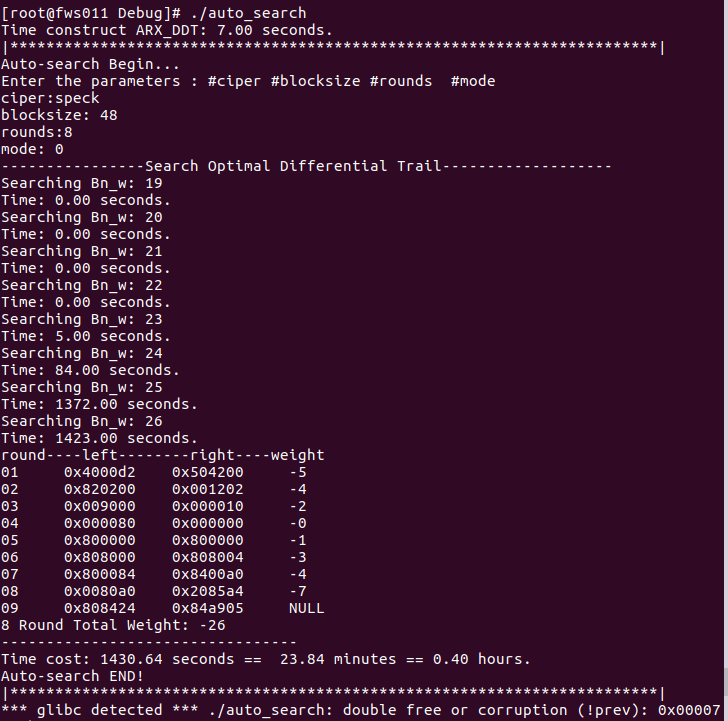 [root@fws011 Debug]# ./auto_search
Time construct ARX_DDT: 7.00 seconds.
|************************************************************************|
Auto-search Begin...
Enter the parameters : #ciper #blocksize #rounds  #mode
ciper:speck
blocksize: 48
rounds:8
mode: 0
----------------Search Optimal Differential Trail-------------------
Searching Bn_w: 19
Time: 0.00 seconds.
Searching Bn_w: 20
Time: 0.00 seconds.
Searching Bn_w: 21
Time: 0.00 seconds.
Searching Bn_w: 22
Time: 0.00 seconds.
Searching Bn_w: 23
Time: 5.00 seconds.
Searching Bn_w: 24
Time: 84.00 seconds.
Searching Bn_w: 25
Time: 1372.00 seconds.
Searching Bn_w: 26
Time: 1423.00 seconds.
round----left--------right----weight
01     0x4000d2    0x504200     -5
02     0x820200    0x001202     -4
03     0x009000    0x000010     -2
04     0x000080    0x000000     -0
05     0x800000    0x800000     -1
06     0x808000    0x808004     -3
07     0x800084    0x8400a0     -4
08     0x0080a0    0x2085a4     -7
09     0x808424    0x84a905     NULL
8 Round Total Weight: -26
---------------------------------
Time cost: 1430.64 seconds ==  23.84 minutes == 0.40 hours.
Auto-search END!
|************************************************************************|
*** glibc detected *** ./auto_search: double free or corruption (!prev): 0x00007